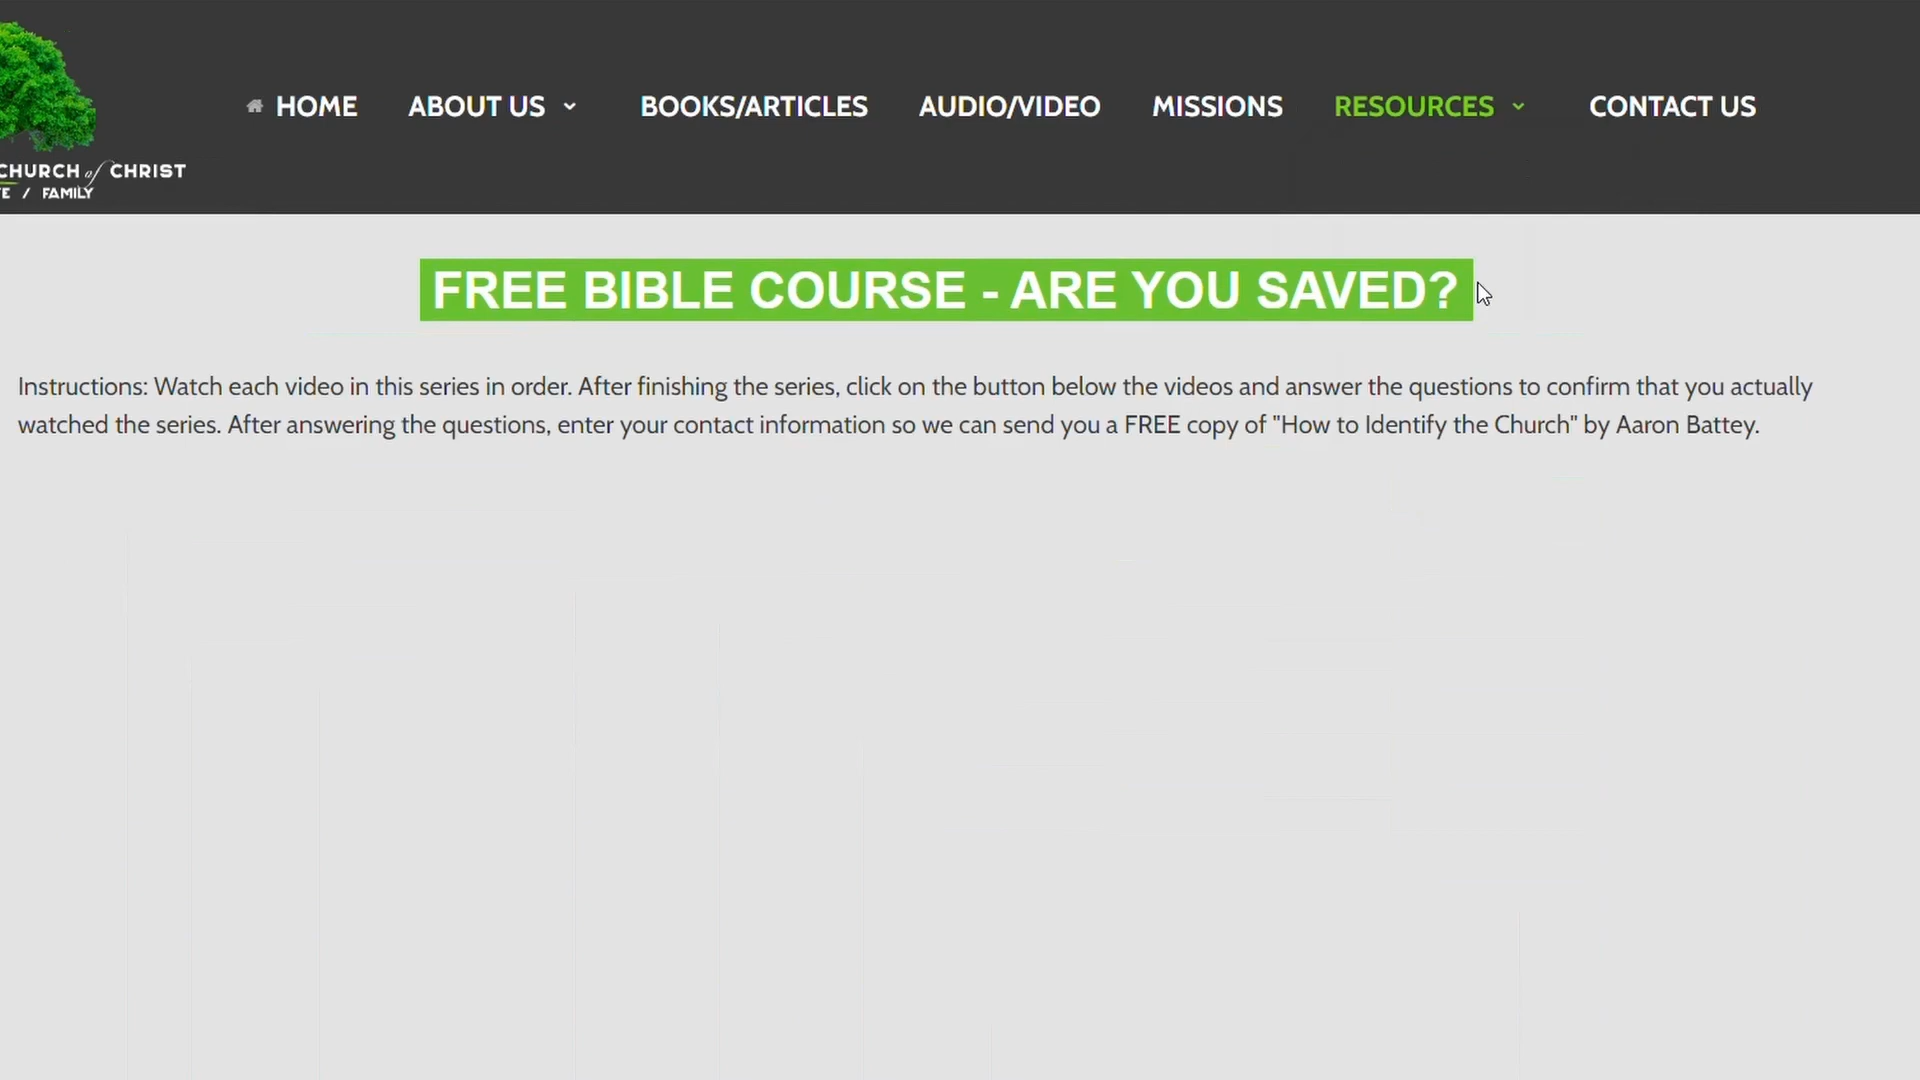 HOME ABOUT US BOOKS/ARTICLES AUDIO/VIDEO MISSIONS RESOURCES CONTACT US
CHURCH of CHRIST
/ FAMILY
FREE BIBLE COURSE - ARE YOU SAVED?
Instructions: Watch each video in this series in order. After finishing the series, click on the button below the videos and answer the questions to confirm that you actually
watched the series. After answering the questions, enter your contact information so we can send you a FREE copy of "How to Identify the Church" by Aaron Battey.